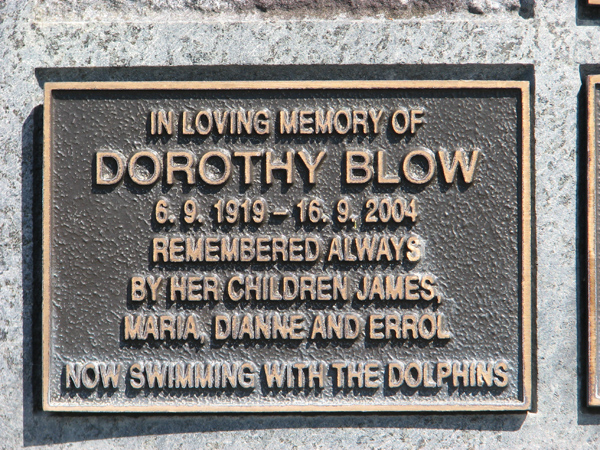 IN LOVING MEMORY OF
DOROTHY BLOW
6. 9. 1919 – 16. 9, 2004
REMEMBERED ALWAYS
BY HER CHILDREN JAMES,
MARIA, DIANNE AND ERROL
NOW SWIMMING WITH THE DOLPHINS